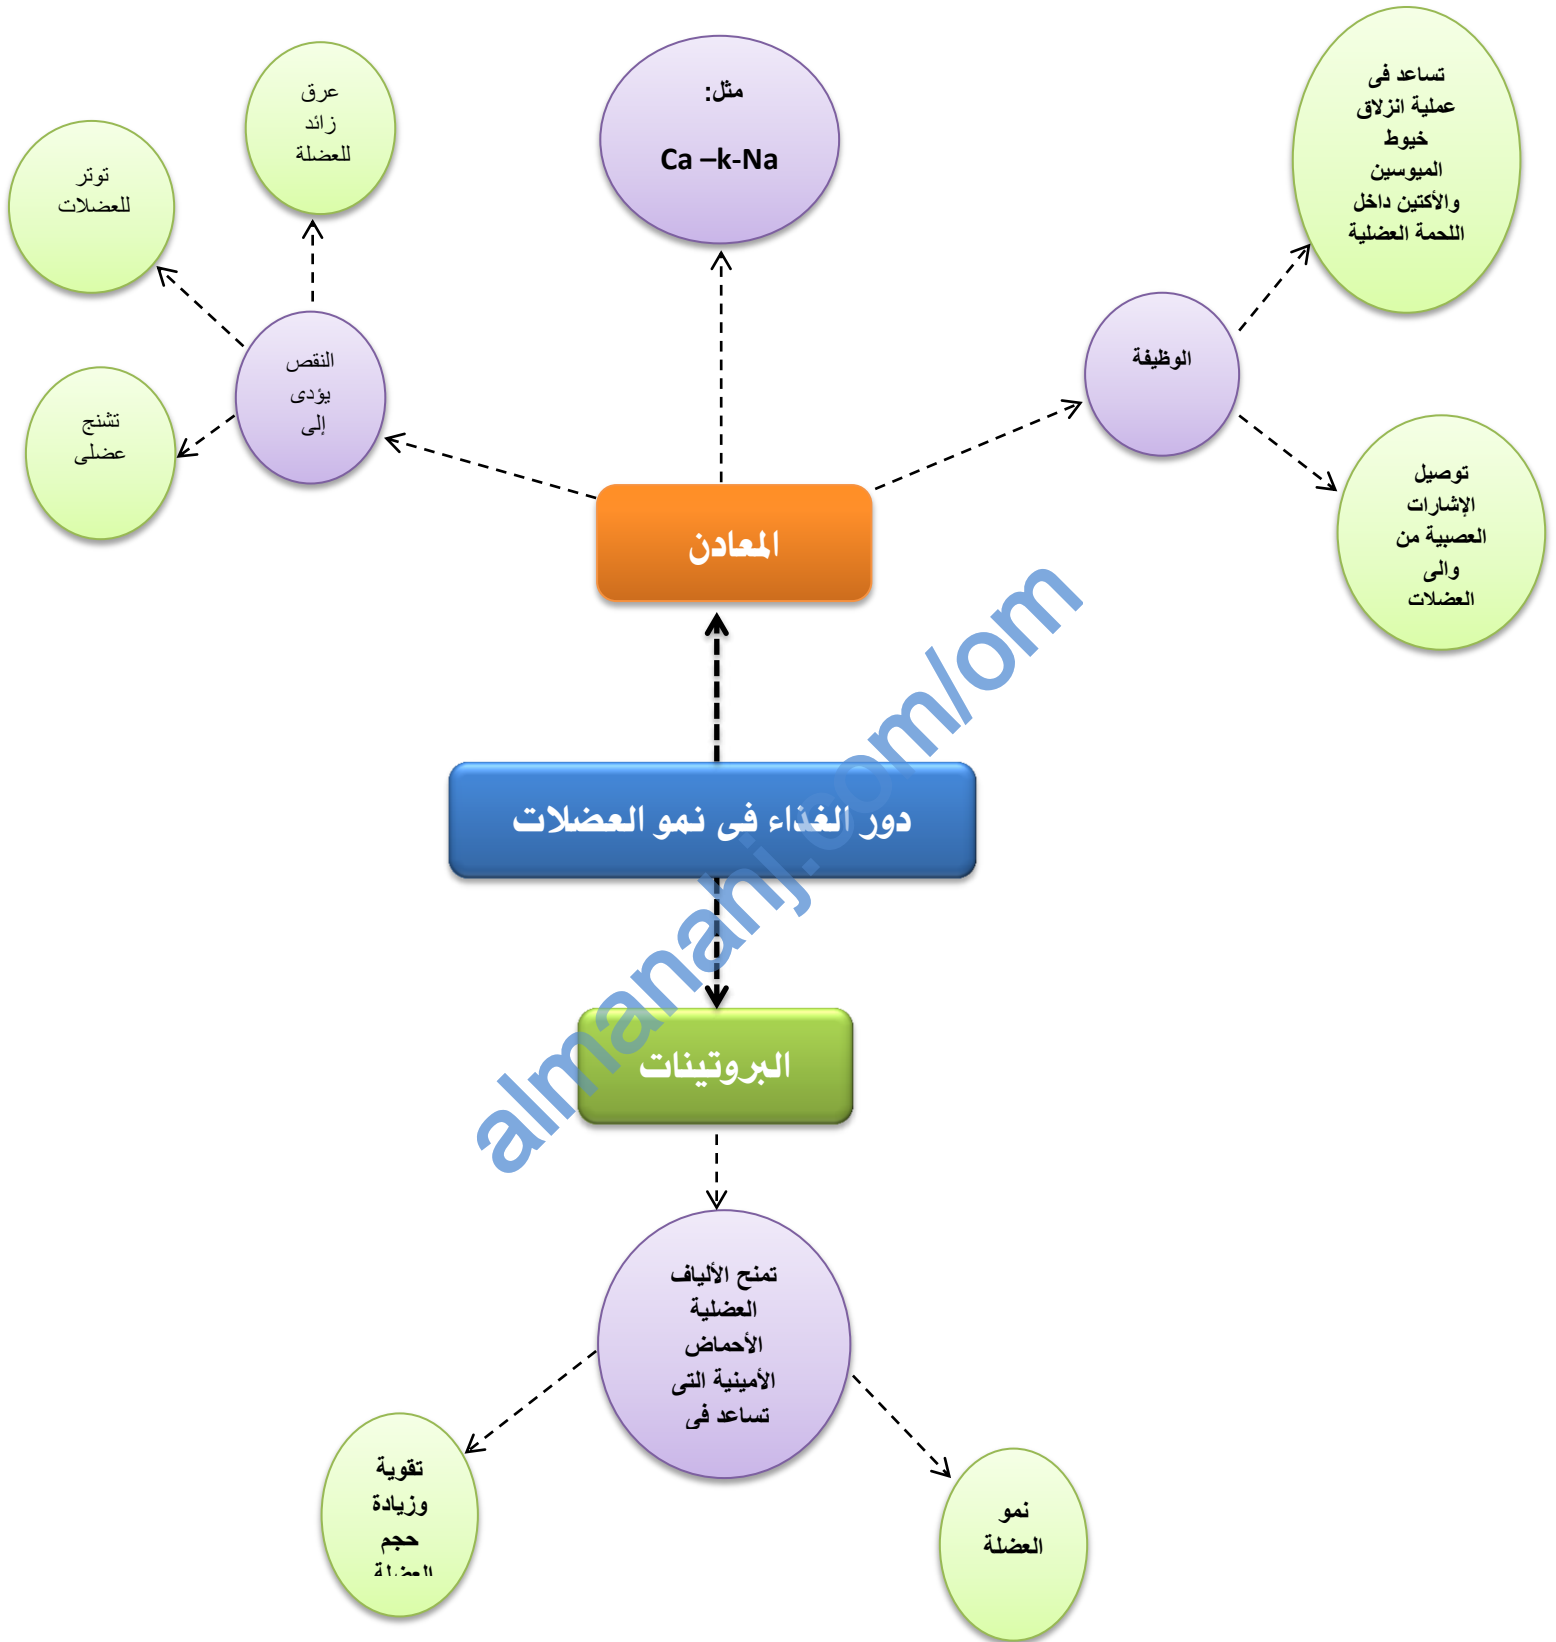 تساعد فى
عملية انزلاق
خيوط
الميوسين
والأكتين داخل
اللحمة العضلية
مثل:
Ca –k-Na
عرق
زائد
للعضلة
توتر
للعضلات
النقص
يؤدى
إلى
تشنج
عضلى
الوظيفة
توصيل
الإشارات
العصبية من
والى
العضلات
المعادن
دور الغذاء فى نمو العضلات
البروتينات
تمنح الألياف
العضلية
الأحماض
الأمينية التى
تساعد فى
تقوية
وزيادة
حجم
العضلة
نمو
العضلة
almanahj.com/om